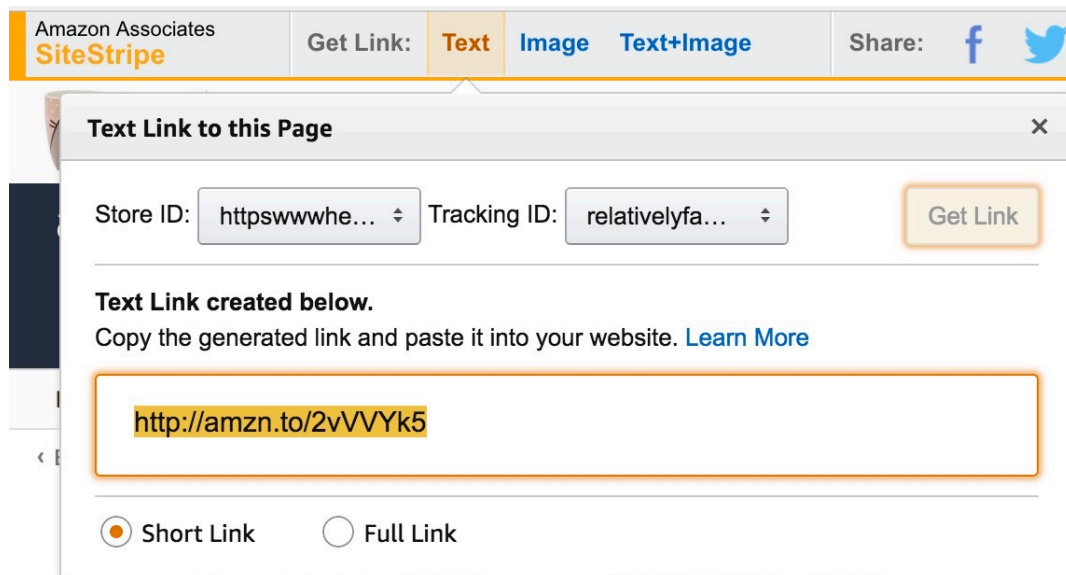 Amazon Associates
SiteStripe
Get Link: Text Image Text+Image Share:
Text Link to this Page
Store ID: httpswwwhe... Tracking ID: relativelyfa... Get Link
Text Link created below.
Copy the generated link and paste it into your website. Learn More
http://amzn.to/2vVVYk5
Short Link Full Link